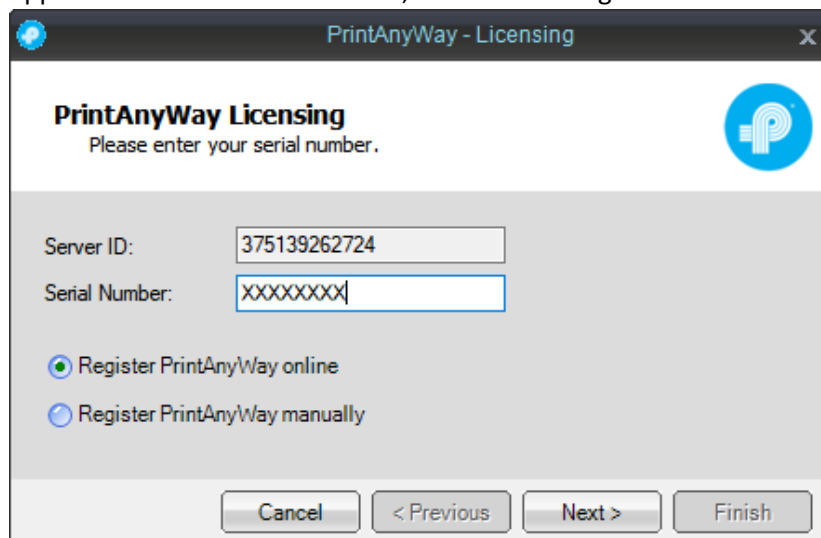 PrintAnyWay - Licensing
x
PrintAnyWay Licensing
Please enter your serial number.
Server ID: 375139262724
Serial Number: XXXXXXXX
Register PrintAnyWay online
Register PrintAnyWay manually
Cancel < Previous Next > Finish